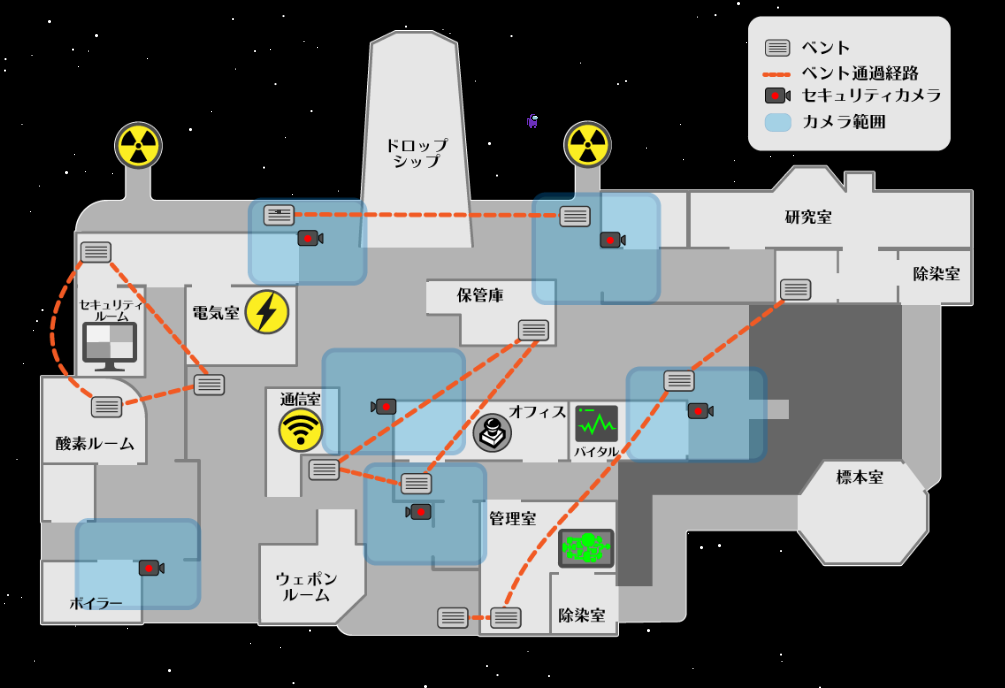 ベント
ベント通過経路
セキュリティカメラ
カメラ範囲
ドロップ
シップ
研究室
除染室
保管庫
セキュリティ
ルーム
電気室
通信室
オフィス
バイタル
酸素ルーム
標本室
管理室
ウェポン
ルーム
ボイラー
除染室